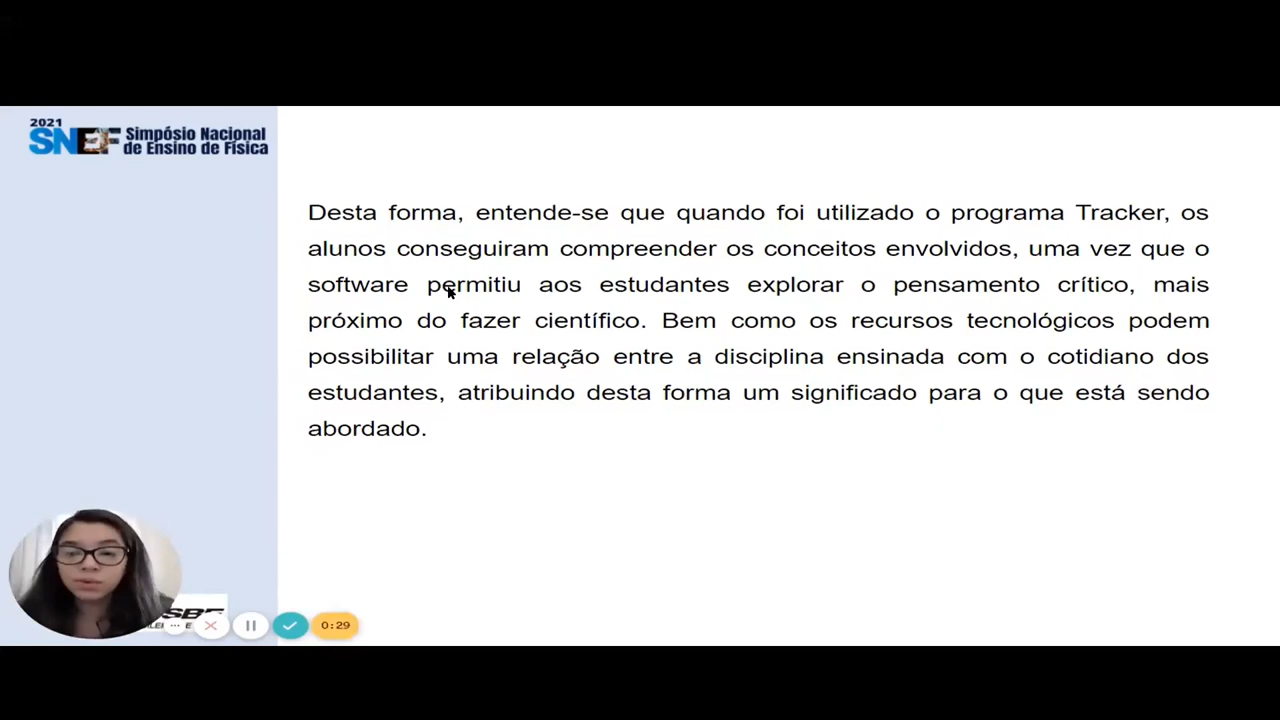 2021
SNEF Simpósio Nacional
de Ensino de Física
Desta forma, entende-se que quando foi utilizado o programa Tracker, os
alunos conseguiram compreender os conceitos envolvidos, uma vez que o
software permitiu aos estudantes explorar o pensamento crítico, mais
próximo do fazer científico. Bem como os recursos tecnológicos podem
possibilitar uma relação entre a disciplina ensinada com o cotidiano dos
estudantes, atribuindo desta forma um significado para o que está sendo
abordado.
SBF
0:29